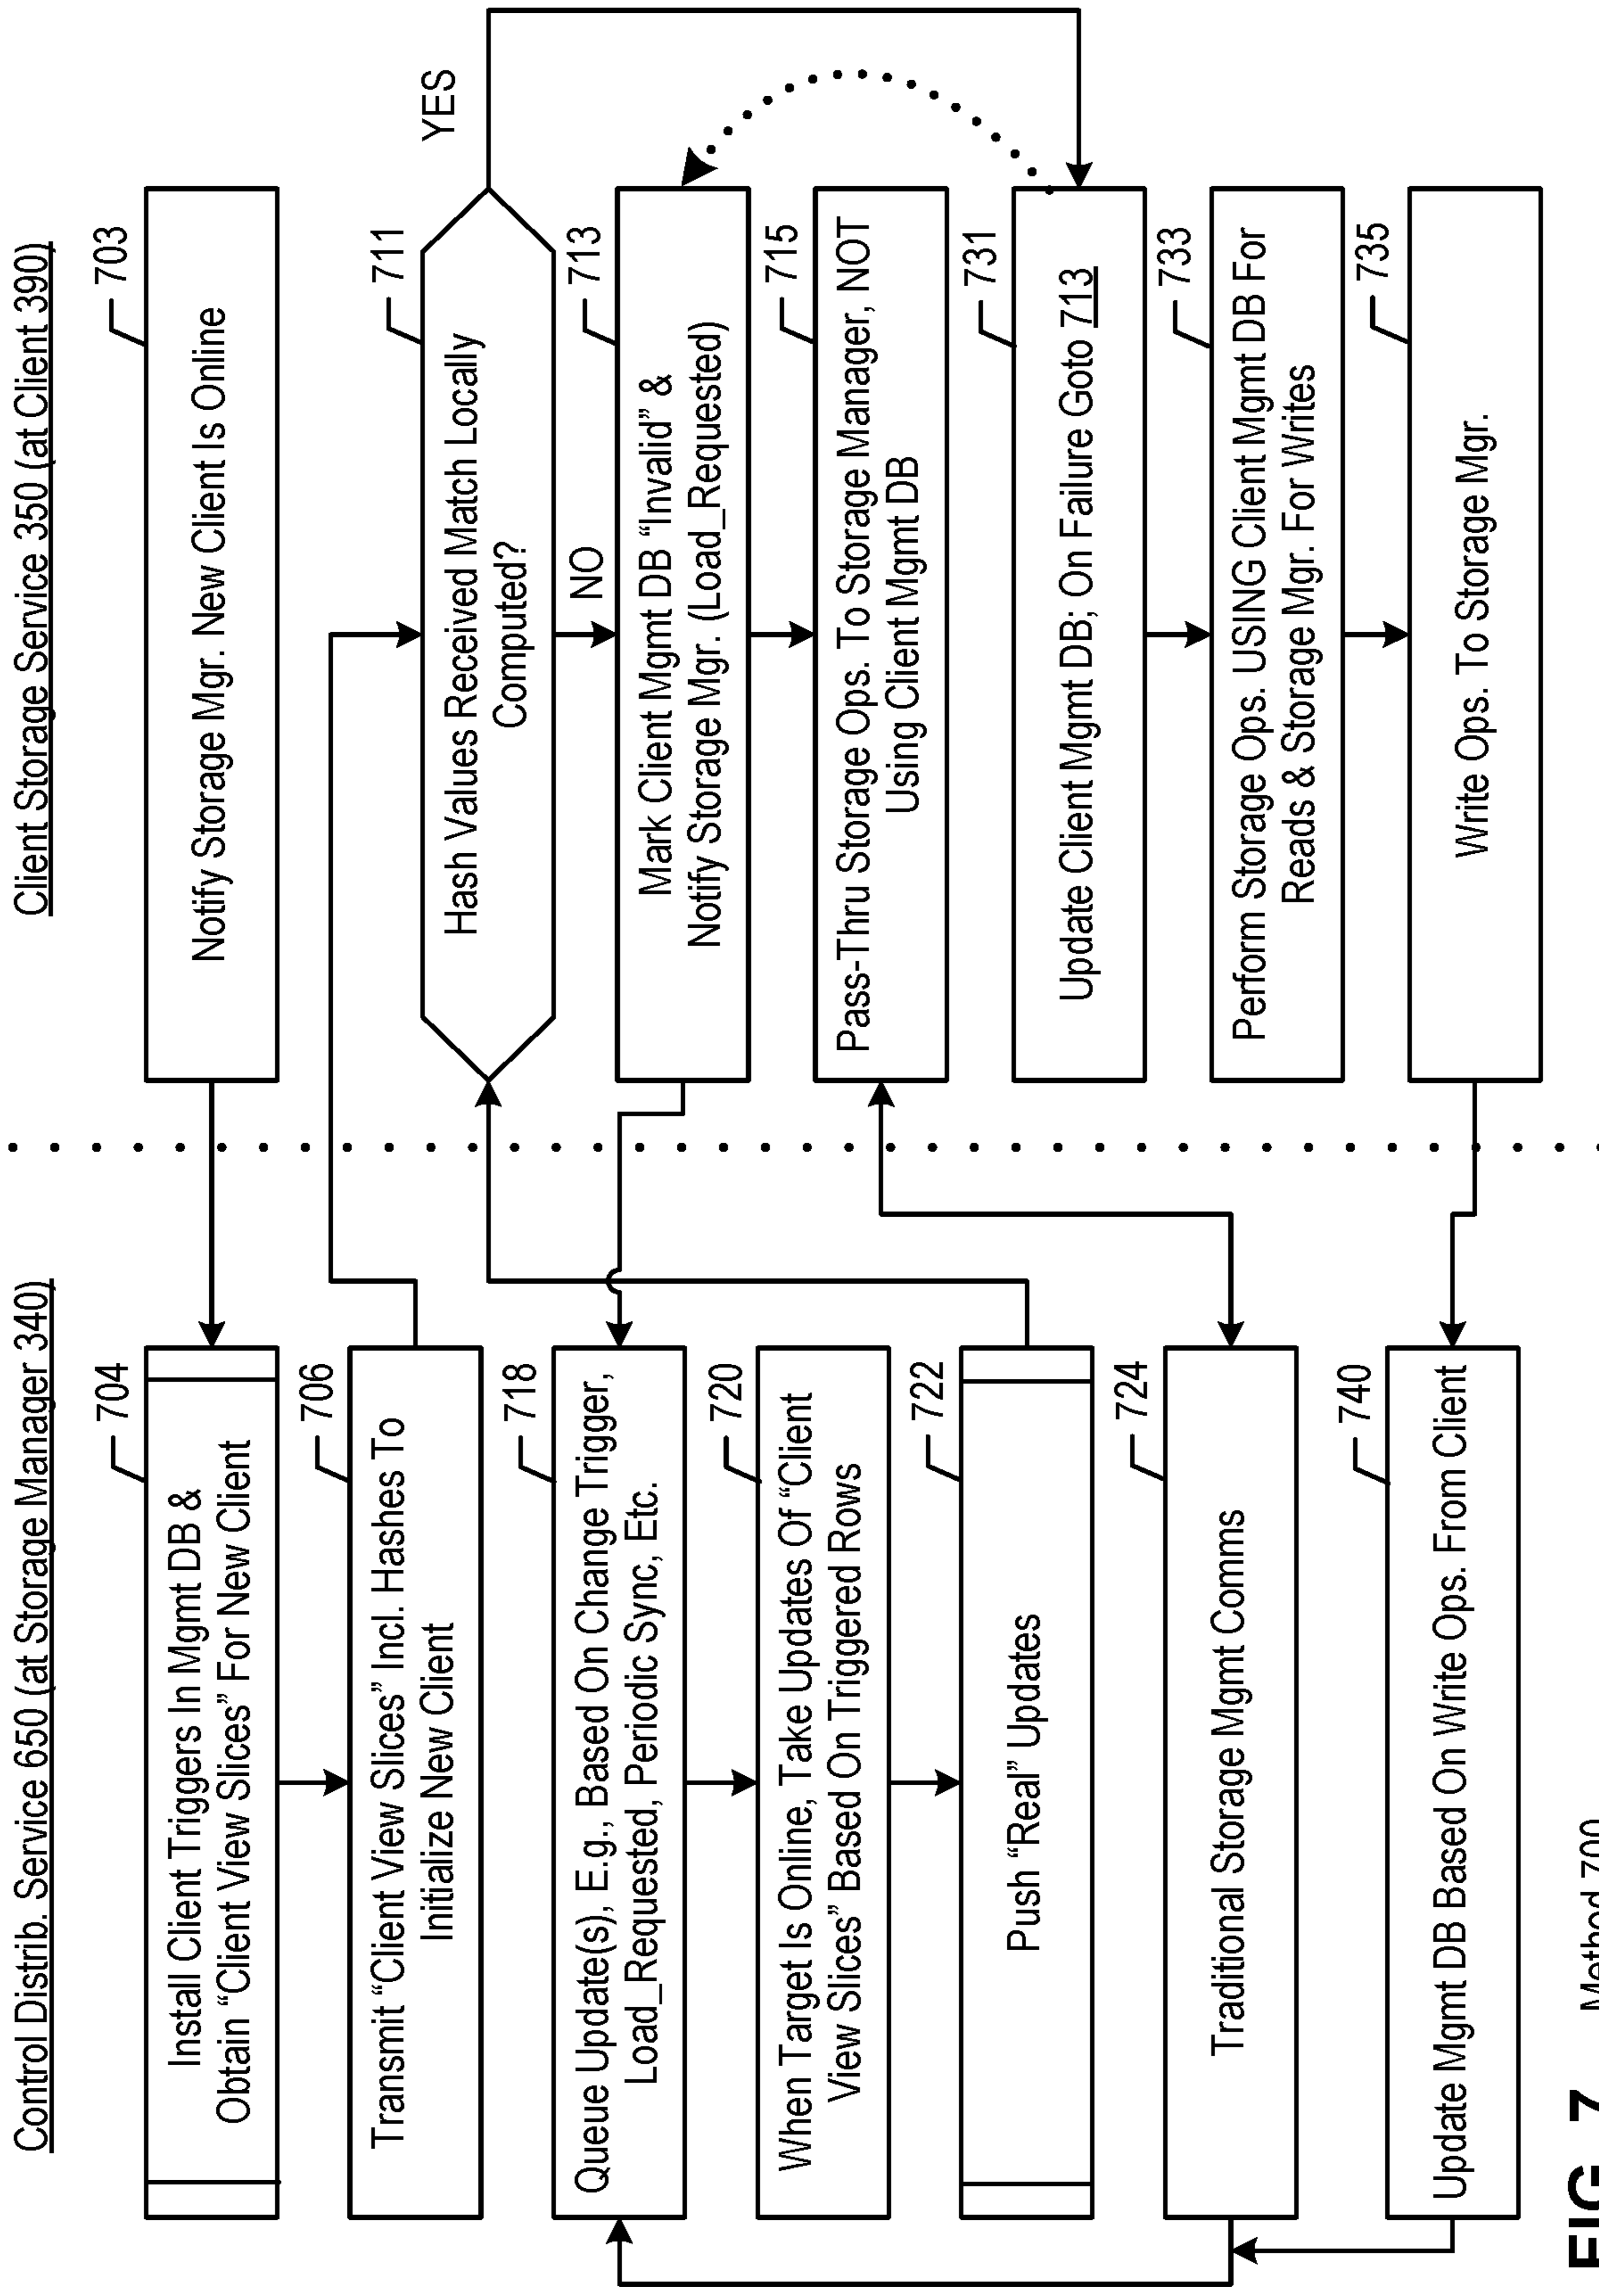 Control Distrib. Service 650 (at Storage Manager 340)
Client Storage Service 350 (at Client 390)
703
Notify Storage Mgr. New Client Is Online
704
Install Client Triggers In Mgmt DB &
Obtain “Client View Slices” For New Client
706
Transmit “Client View Slices” Incl. Hashes To
Initialize New Client
711
Hash Values Received Match Locally
Computed?
YES
NO
713
Mark Client Mgmt DB “Invalid” &
Notify Storage Mgr. (Load_Requested)
715
Pass-Thru Storage Ops. To Storage Manager, NOT
Using Client Mgmt DB
718
Queue Update(s), E.g., Based On Change Trigger,
Load_Requested, Periodic Sync, Etc.
720
When Target Is Online, Take Updates Of “Client
View Slices” Based On Triggered Rows
722
Push “Real” Updates
724
Traditional Storage Mgmt Comms
731
Update Client Mgmt DB; On Failure Goto 713
733
Perform Storage Ops. USING Client Mgmt DB For
Reads & Storage Mgr. For Writes
735
Write Ops. To Storage Mgr.
740
Update Mgmt DB Based On Write Ops. From Client
FIG. 7
Method 700